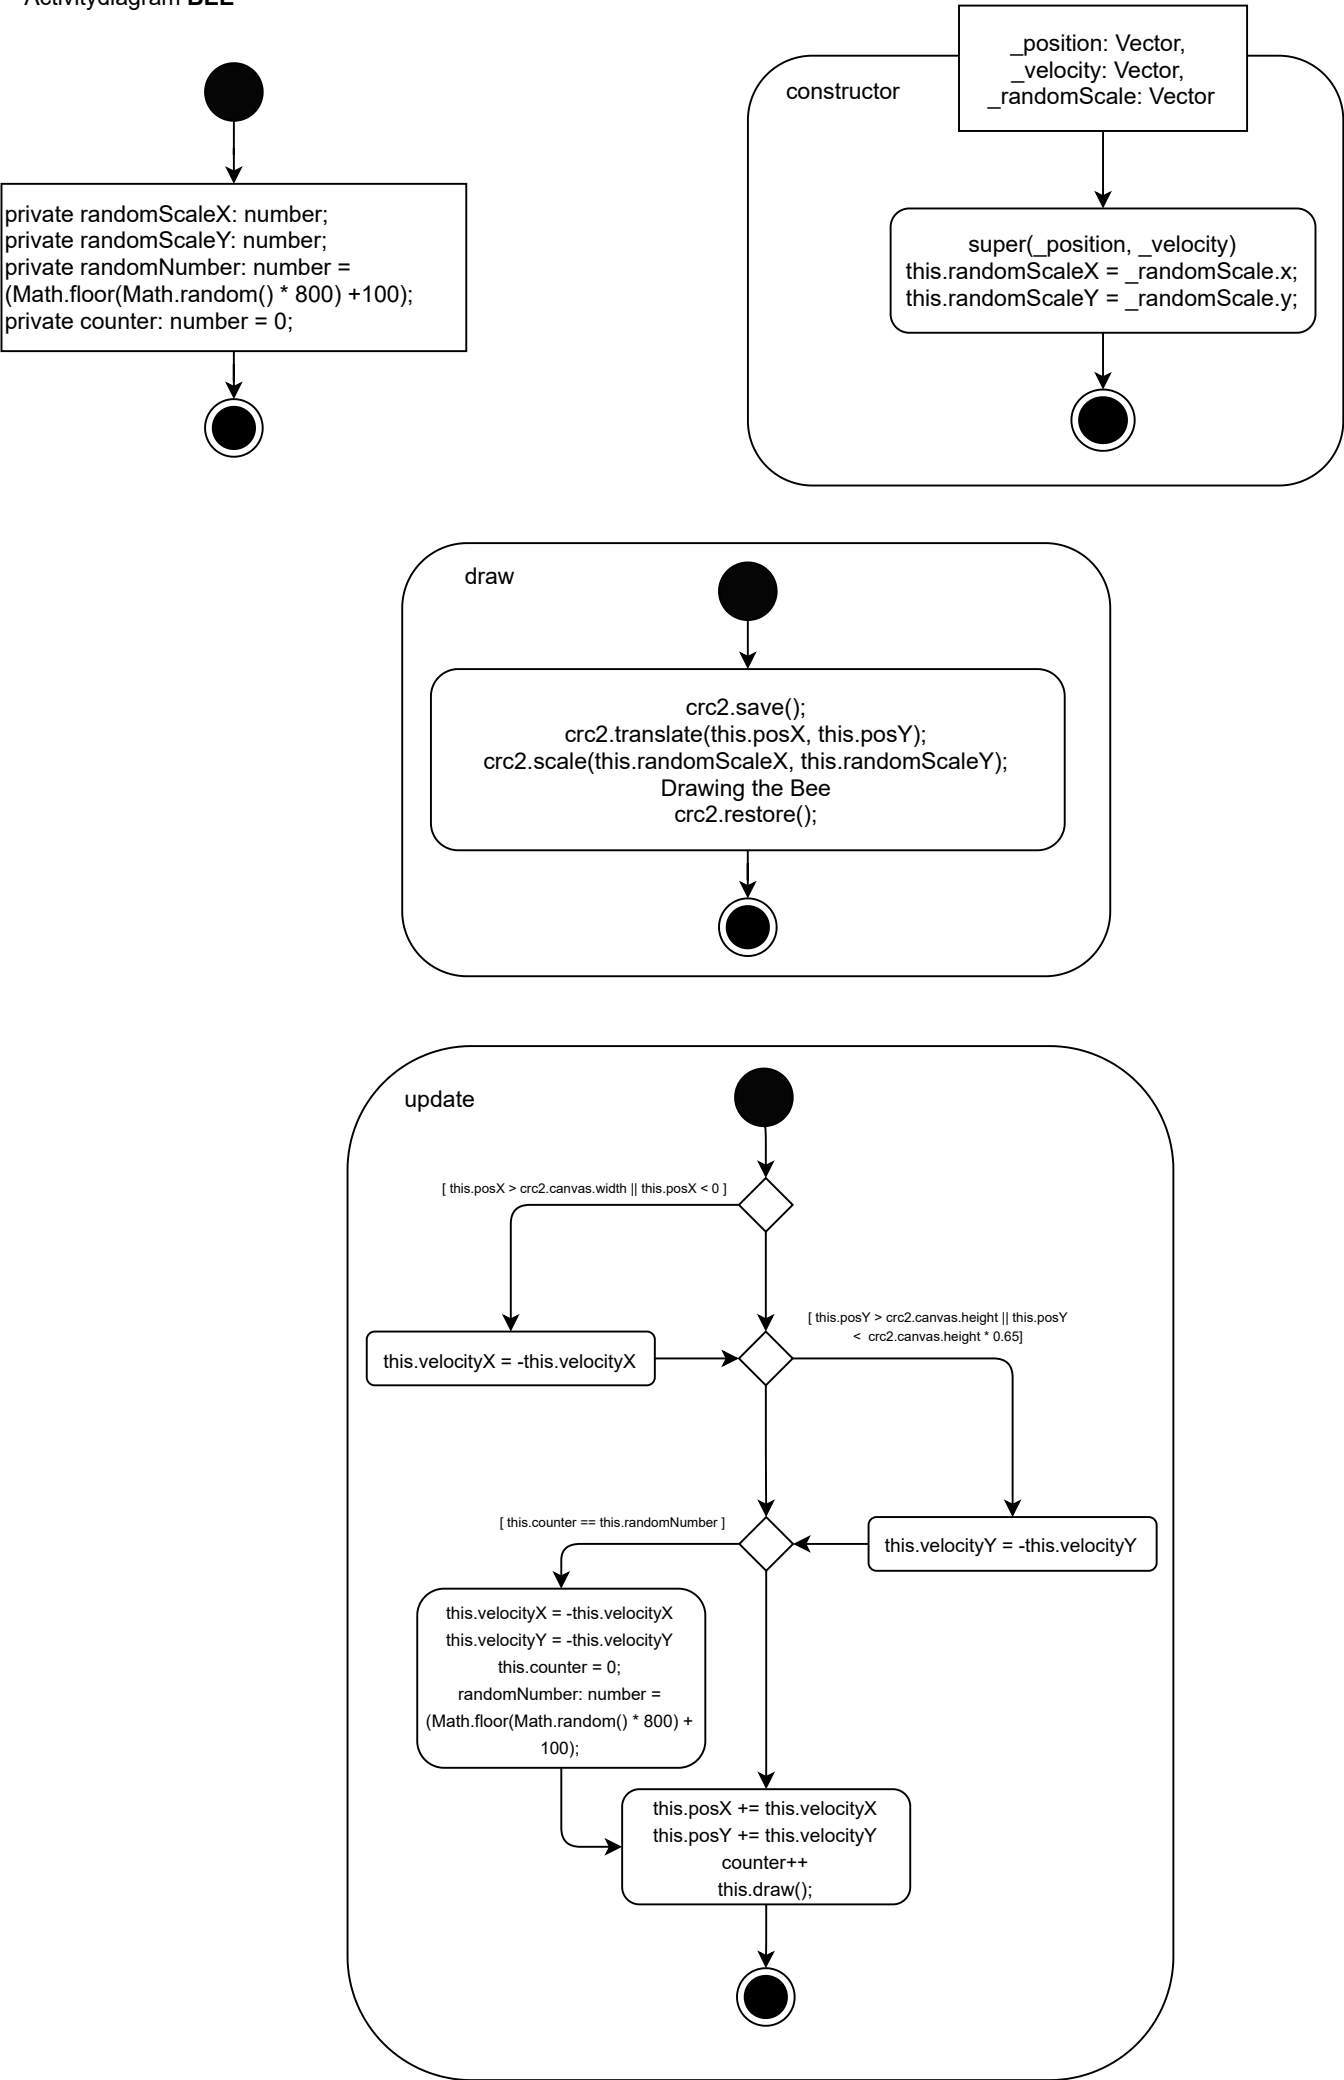 Activitydiagram BEE
private randomScaleX: number;
private randomScaleY: number;
private randomNumber: number =
(Math.floor(Math.random() * 800) +100);
private counter: number = 0;
_position: Vector,
_velocity: Vector,
_randomScale: Vector
constructor
super(_position, _velocity)
this.randomScaleX = _randomScale.x;
this.randomScaleY = _randomScale.y;
draw
crc2.save();
crc2.translate(this.posX, this.posY);
crc2.scale(this.randomScaleX, this.randomScaleY);
Drawing the Bee
crc2.restore();
update
[ this.posX > crc2.canvas.width || this.posX < 0 ]
[ this.posY > crc2.canvas.height || this.posY
< crc2.canvas.height * 0.65]
this.velocityX = -this.velocityX
[ this.counter == this.randomNumber ]
this.velocityY = -this.velocityY
this.velocityX = -this.velocityX
this.velocityY = -this.velocityY
this.counter = 0;
randomNumber: number =
(Math.floor(Math.random() * 800) +
100);
this.posX += this.velocityX
this.posY += this.velocityY
counter++
this.draw();